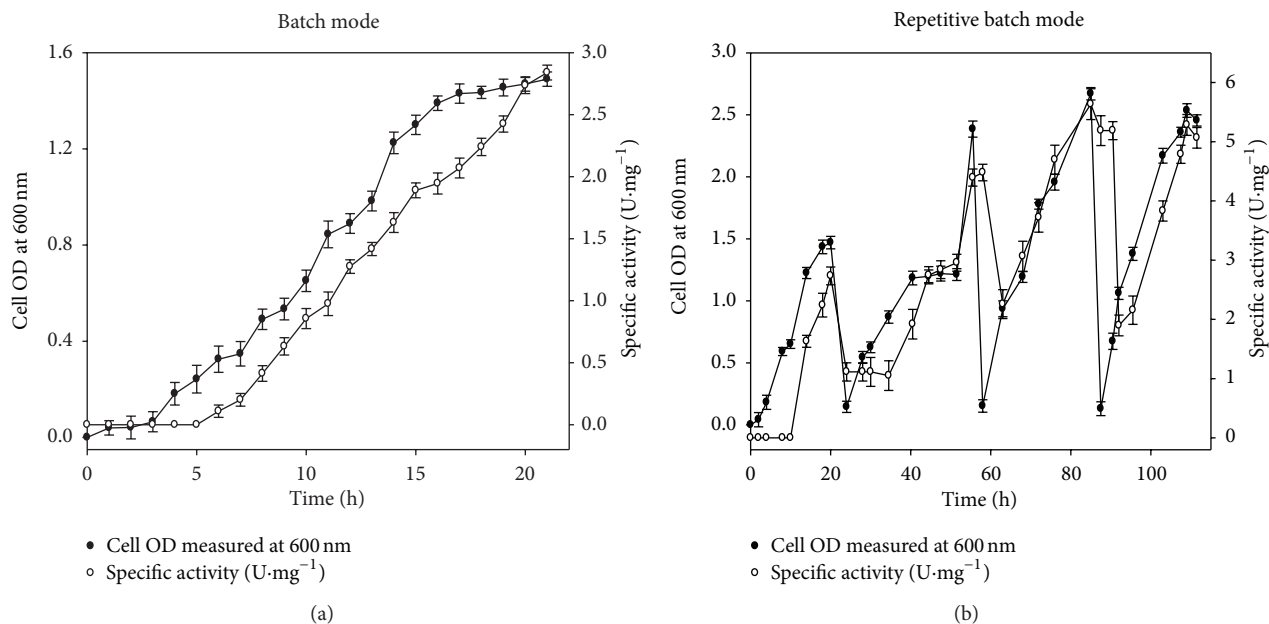 Batch mode
1.6
1.2
0.8
0.4
0.0
Cell OD at 600 nm
3.0
2.5
2.0
1.5
1.0
0.5
0.0
Specific activity (U·mg−1)
0 5 10 15 20
Time (h)
Cell OD measured at 600 nm
Specific activity (U·mg−1)
(a)
Repetitive batch mode
3.0
2.5
2.0
1.5
1.0
0.5
0.0
Cell OD at 600 nm
6
5
4
3
2
1
0
Specific activity (U·mg−1)
0 20 40 60 80 100
Time (h)
Cell OD measured at 600 nm
Specific activity (U·mg−1)
(b)